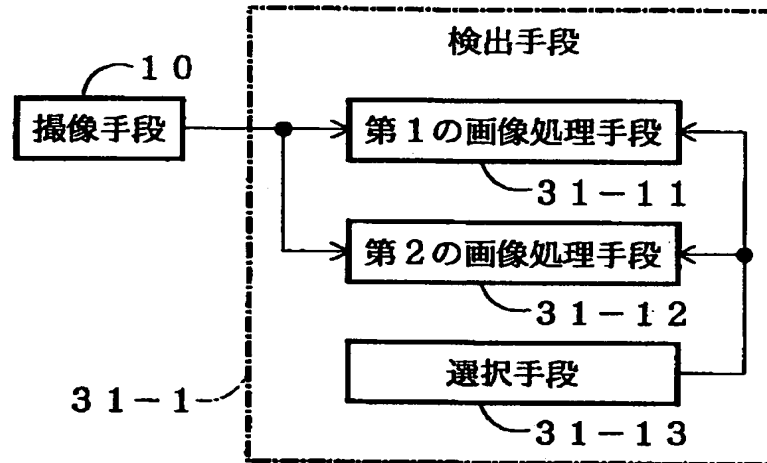 検出手段
１０
撮像手段
第１の画像処理手段
３１－１１
第２の画像処理手段
３１－１２
選択手段
３１－１
３１－１３